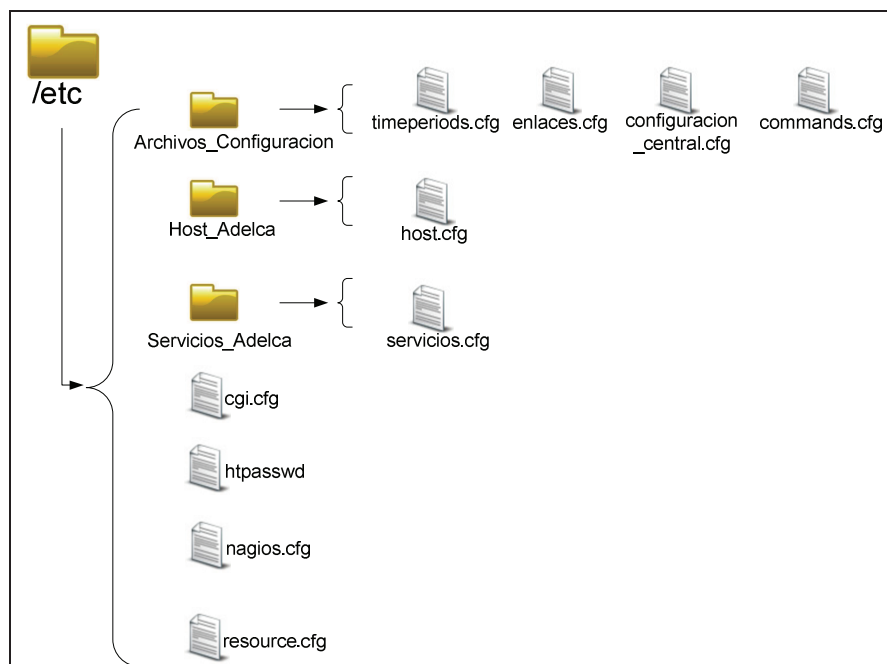 /etc
Archivos_Configuracion
timeperiods.cfg
enlaces.cfg
configuracion
_central.cfg
commands.cfg
Host_Adelca
host.cfg
Servicios_Adelca
servicios.cfg
cgi.cfg
htpasswd
nagios.cfg
resource.cfg